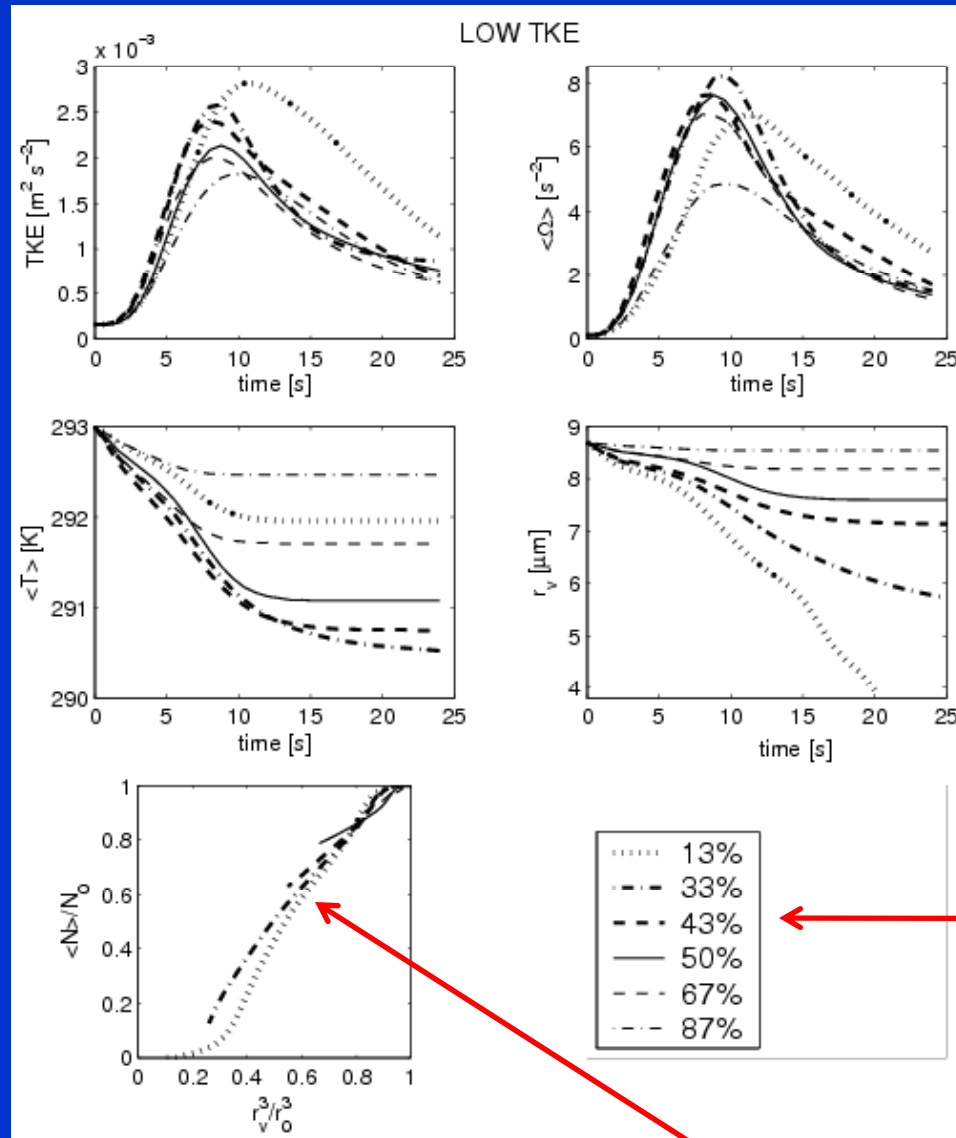 LOW TKE
x 10⁻³
TKE [m² s⁻²]
3
2.5
2
1.5
1
0.5
0
0 5 10 15 20 25
time [s]
<Ω> [s⁻²]
8
6
4
2
0
0 5 10 15 20 25
time [s]
<T> [K]
293
292
291
290
0 5 10 15 20 25
time [s]
r_v [μm]
9
8
7
6
5
4
0 5 10 15 20 25
time [s]
<N>/N_o
1
0.8
0.6
0.4
0.2
0
0 0.2 0.4 0.6 0.8 1
r_v³/r_o³
13%
33%
43%
50%
67%
87%